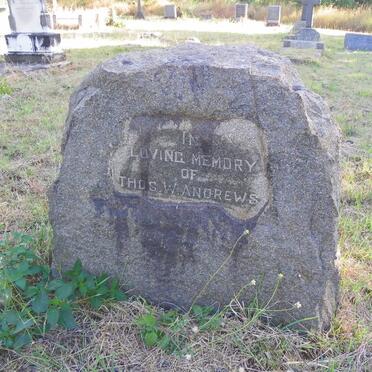 IN
LOVING MEMORY
OF
THOS. W. ANDREWS